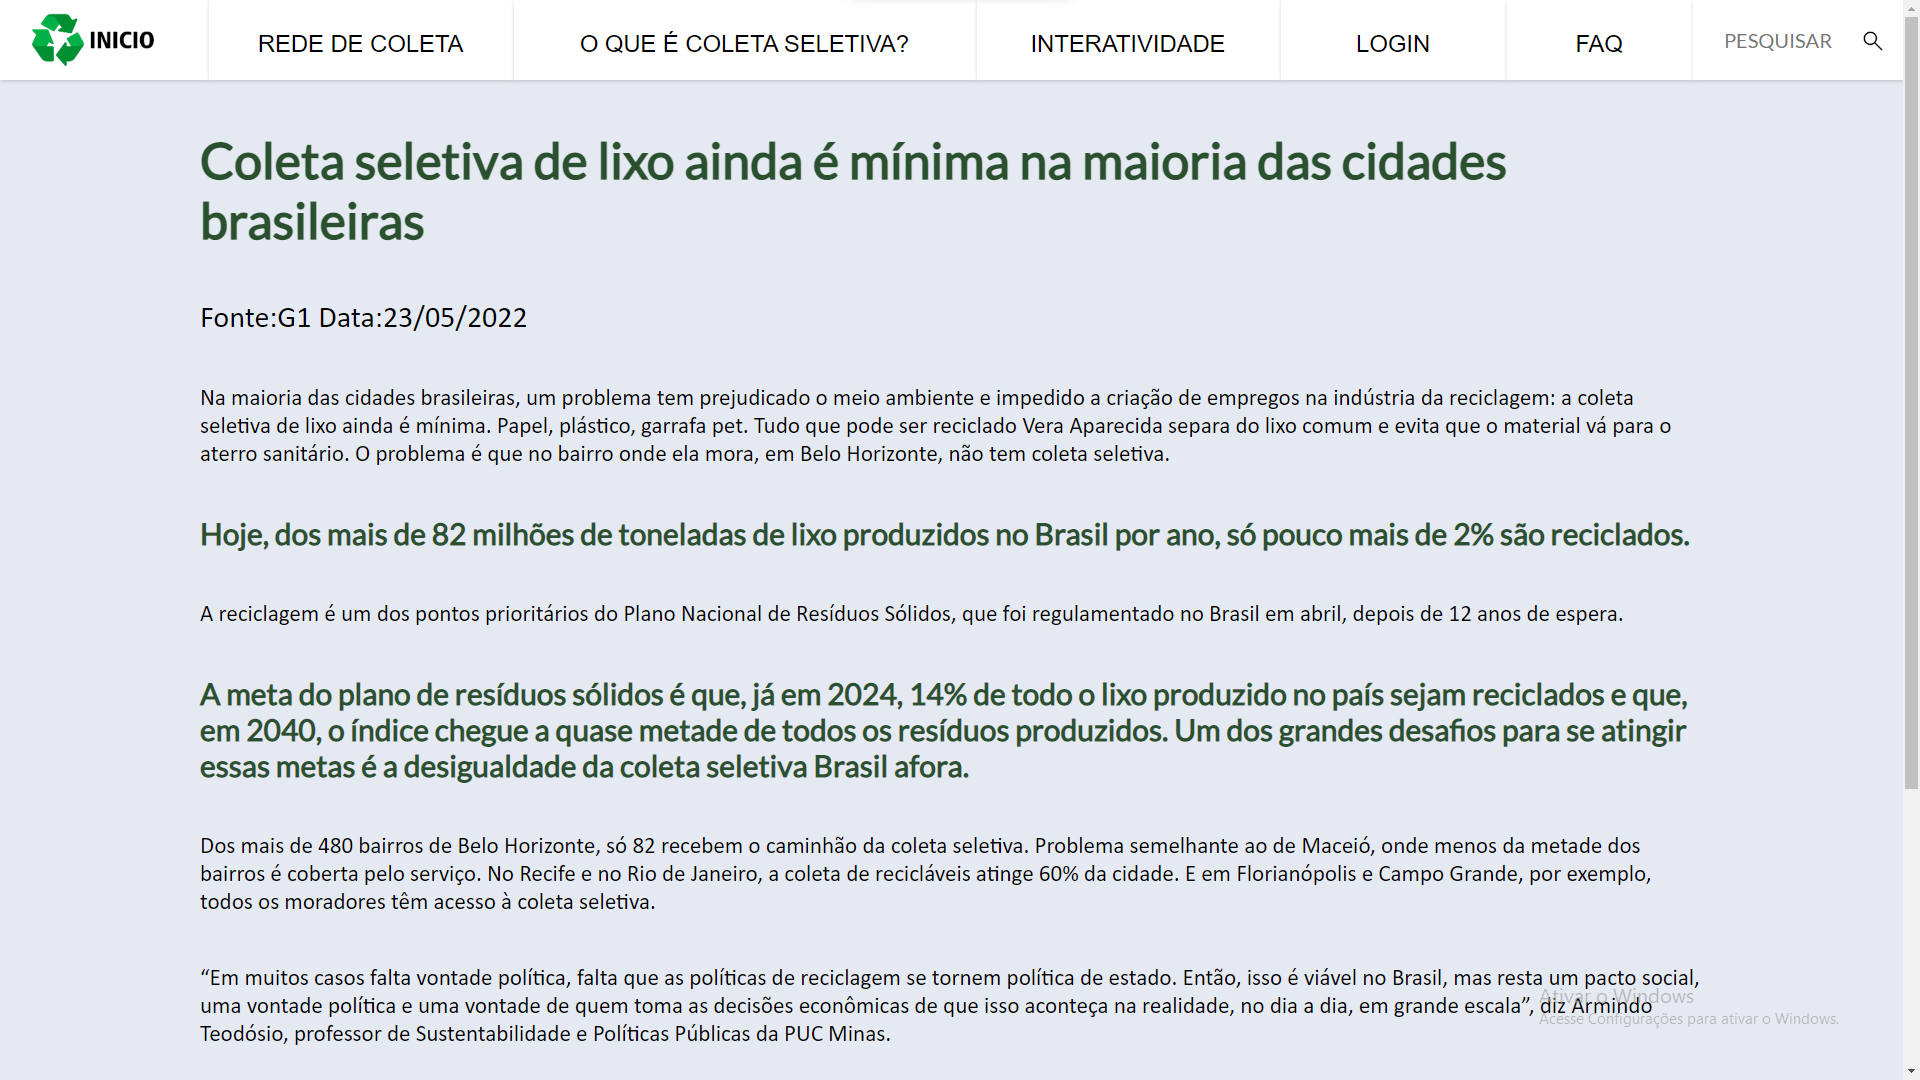 INICIO
REDE DE COLETA
O QUE É COLETA SELETIVA?
INTERATIVIDADE
LOGIN
FAQ
PESQUISAR
Coleta seletiva de lixo ainda é mínima na maioria das cidades
brasileiras
Fonte:G1 Data:23/05/2022
Na maioria das cidades brasileiras, um problema tem prejudicado o meio ambiente e impedido a criação de empregos na indústria da reciclagem: a coleta
seletiva de lixo ainda é mínima. Papel, plástico, garrafa pet. Tudo que pode ser reciclado Vera Aparecida separa do lixo comum e evita que o material vá para o
aterro sanitário. O problema é que no bairro onde ela mora, em Belo Horizonte, não tem coleta seletiva.
Hoje, dos mais de 82 milhões de toneladas de lixo produzidos no Brasil por ano, só pouco mais de 2% são reciclados.
A reciclagem é um dos pontos prioritários do Plano Nacional de Resíduos Sólidos, que foi regulamentado no Brasil em abril, depois de 12 anos de espera.
A meta do plano de resíduos sólidos é que, já em 2024, 14% de todo o lixo produzido no país sejam reciclados e que,
em 2040, o índice chegue a quase metade de todos os resíduos produzidos. Um dos grandes desafios para se atingir
essas metas é a desigualdade da coleta seletiva Brasil afora.
Dos mais de 480 bairros de Belo Horizonte, só 82 recebem o caminhão da coleta seletiva. Problema semelhante ao de Maceió, onde menos da metade dos
bairros é coberta pelo serviço. No Recife e no Rio de Janeiro, a coleta de recicláveis atinge 60% da cidade. E em Florianópolis e Campo Grande, por exemplo,
todos os moradores têm acesso à coleta seletiva.
“Em muitos casos falta vontade política, falta que as políticas de reciclagem se tornem política de estado. Então, isso é viável no Brasil, mas resta um pacto social,
uma vontade política e uma vontade de quem toma as decisões econômicas de que isso aconteça na realidade, no dia a dia, em grande escala”, diz Armindo
Teodósio, professor de Sustentabilidade e Políticas Públicas da PUC Minas.
Ativar o Windows
Acesse Configurações para ativar o Windows.